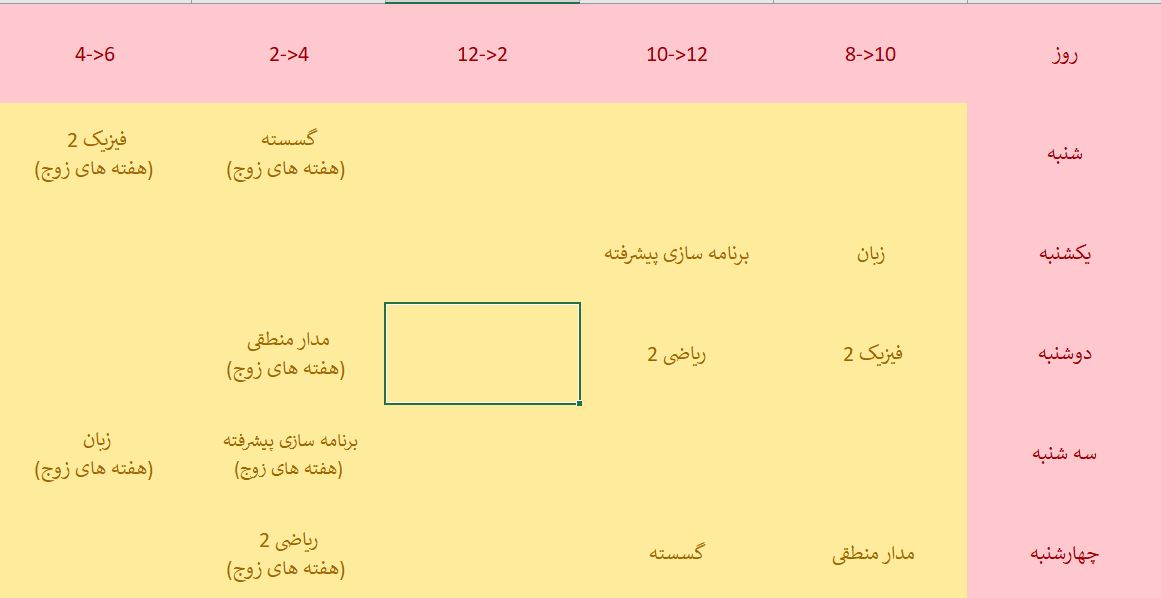 روز
8->10
10->12
12->2
2->4
4->6
شنبه
گسسته
(هفته های زوج)
فیزیک 2
(هفته های زوج)
یکشنبه
زبان
برنامه سازی پیشرفته
دوشنبه
فیزیک 2
ریاضی 2
مدار منطقی
(هفته های زوج)
سه شنبه
برنامه سازی پیشرفته
(هفته های زوج)
زبان
(هفته های زوج)
چهارشنبه
مدار منطقی
گسسته
ریاضی 2
(هفته های زوج)